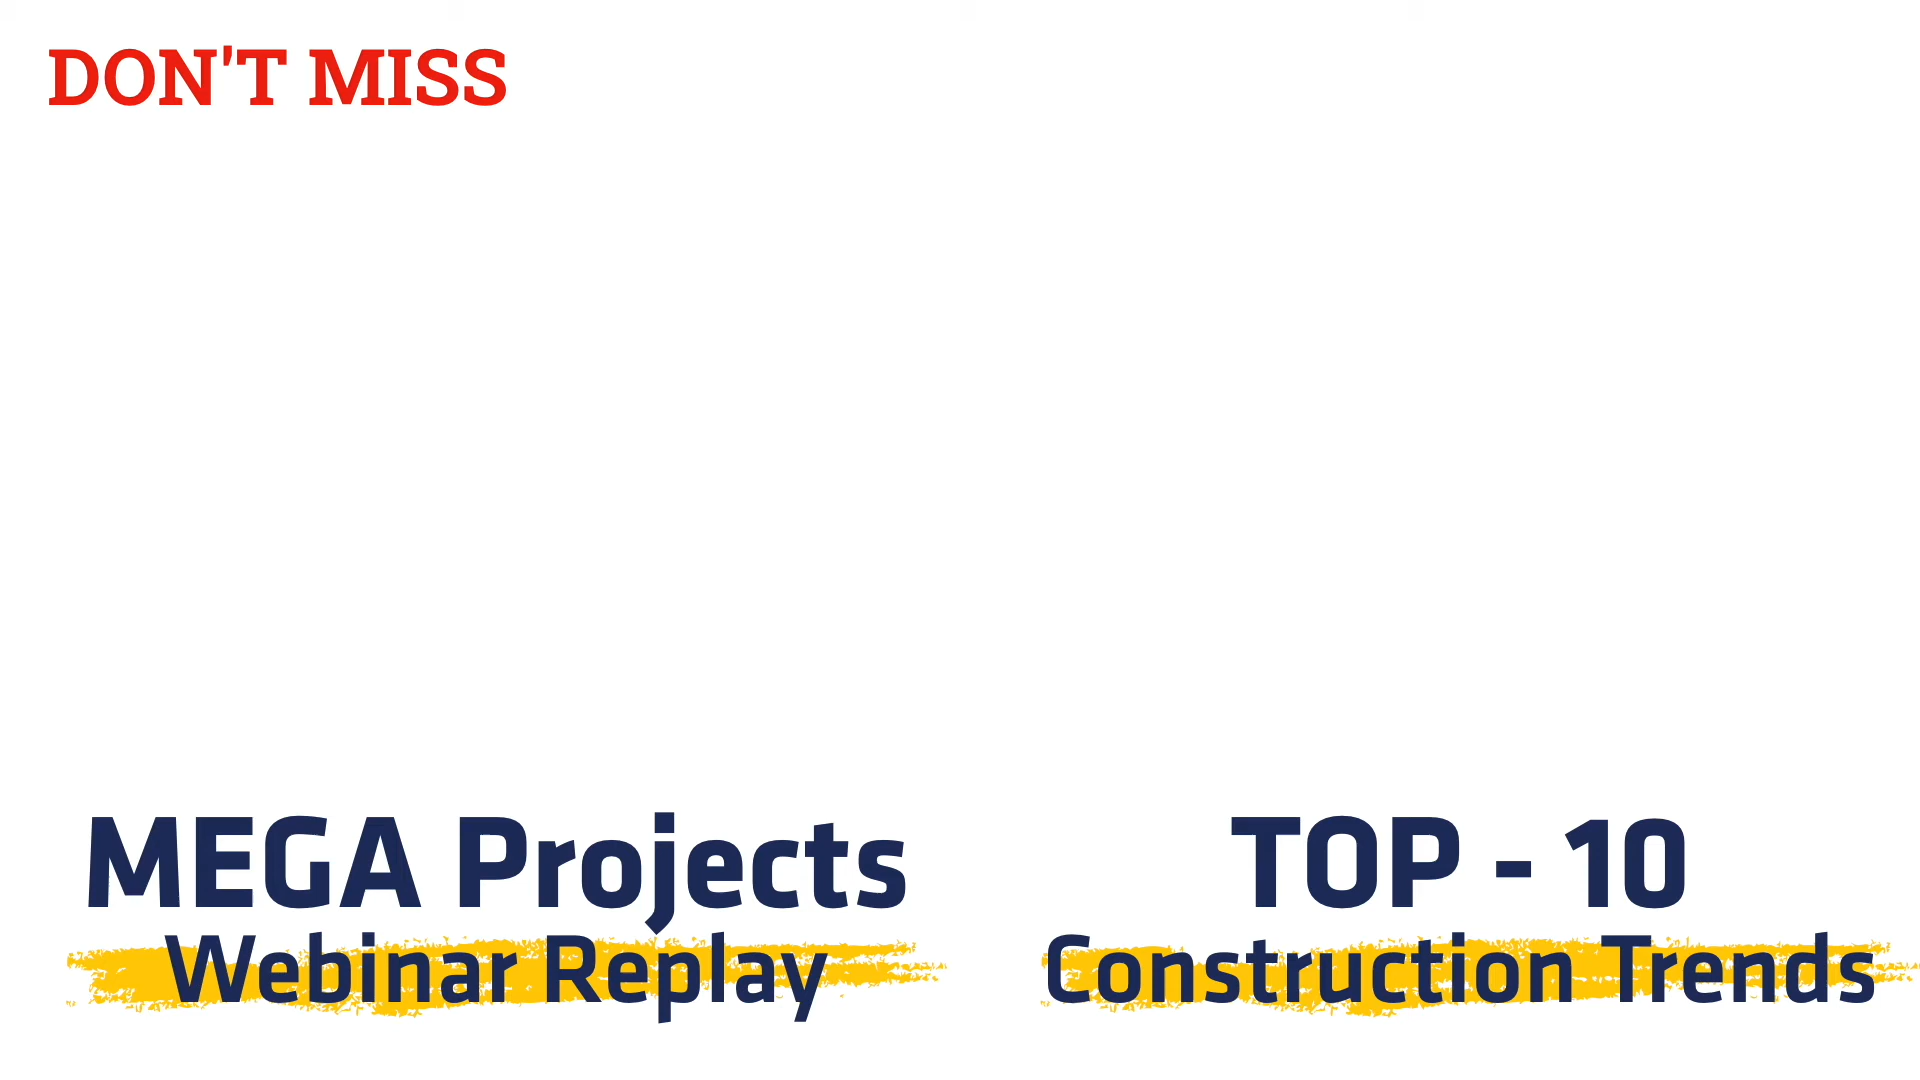 DON'T MISS
MEGA Projects
Webinar Replay
TOP - 10
Construction Trends